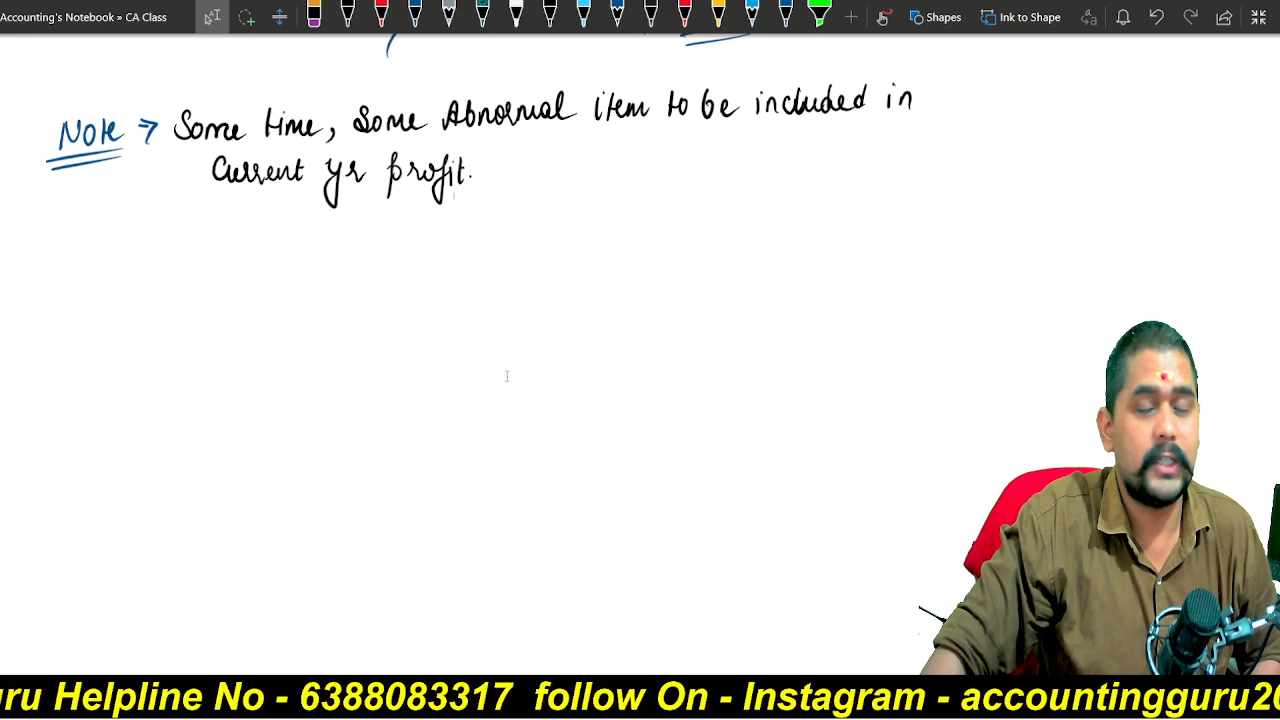 Accounting's Notebook » CA Class
Shapes
Ink to Shape
Note → Some time, Some Abnormal item to be included in
Current yr profit.
uru Helpline No - 6388083317 follow On - Instagram - accountingguru20